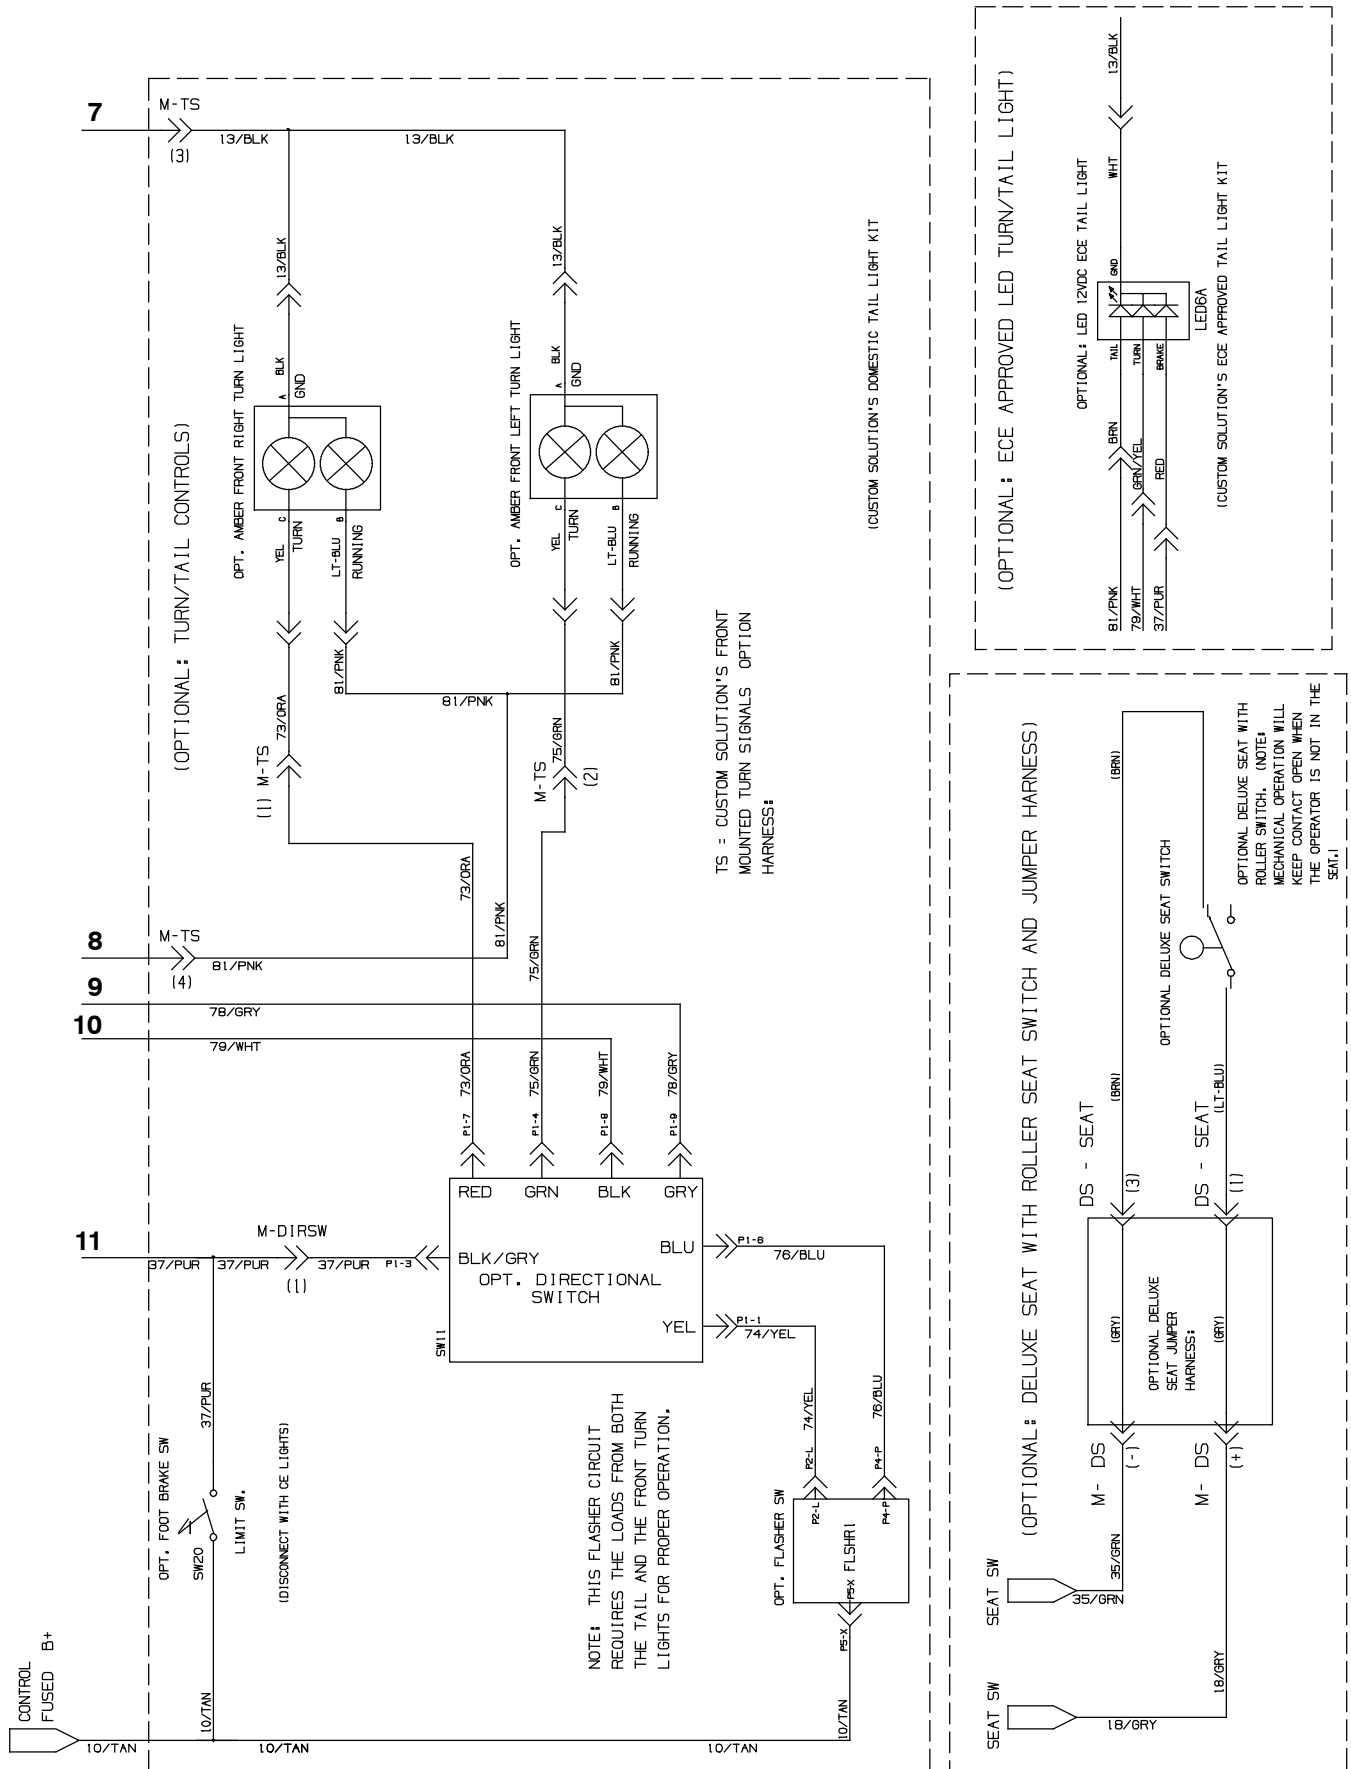 7
M-TS
(3)
13/BLK
13/BLK
13/BLK
13/BLK
BLK
A
GND
OPT. AMBER FRONT RIGHT TURN LIGHT
YEL
C
TURN
LT-BLU
B
RUNNING
BLK
A
GND
OPT. AMBER FRONT LEFT TURN LIGHT
YEL
C
TURN
LT-BLU
B
RUNNING
(OPTIONAL: TURN/TAIL CONTROLS)
(CUSTOM SOLUTION'S DOMESTIC TAIL LIGHT KIT
73/ORA
81/PNK
81/PNK
81/PNK
75/GRN
(1) M-TS
M-TS
(2)
TS = CUSTOM SOLUTION'S FRONT
MOUNTED TURN SIGNALS OPTION
HARNESS:
73/ORA
81/PNK
75/GRN
8
M-TS
(4)
81/PNK
9
78/GRY
10
79/WHT
P1-7
73/ORA
P1-4
75/GRN
P1-8
79/WHT
P1-9
78/GRY
RED
GRN
BLK
GRY
11
37/PUR
37/PUR
M-DIRSW
(1)
37/PUR
P1-3
BLK/GRY
OPT. DIRECTIONAL
SWITCH
SW11
BLU
P1-6
76/BLU
YEL
P1-1
74/YEL
37/PUR
OPT. FOOT BRAKE SW
SW20
LIMIT SW.
(DISCONNECT WITH CE LIGHTS)
NOTE: THIS FLASHER CIRCUIT
REQUIRES THE LOADS FROM BOTH
THE TAIL AND THE FRONT TURN
LIGHTS FOR PROPER OPERATION.
74/YEL
P2-L
76/BLU
P4-P
OPT. FLASHER SW
P2-L
P4-P
P5-X
FLSHR1
P5-X
10/TAN
CONTROL
FUSED B+
10/TAN
10/TAN
10/TAN
10/TAN
(OPTIONAL: ECE APPROVED LED TURN/TAIL LIGHT)
13/BLK
WHT
GND
OPTIONAL: LED 12VDC ECE TAIL LIGHT
LED6A
TAIL
TURN
BRAKE
BRN
GRN/YEL
RED
81/PNK
79/WHT
37/PUR
(CUSTOM SOLUTION'S ECE APPROVED TAIL LIGHT KIT
(OPTIONAL: DELUXE SEAT WITH ROLLER SEAT SWITCH AND JUMPER HARNESS)
OPTIONAL DELUXE SEAT WITH
ROLLER SWITCH. (NOTE:
MECHANICAL OPERATION WILL
KEEP CONTACT OPEN WHEN
THE OPERATOR IS NOT IN THE
SEAT.)
(BRN)
OPTIONAL DELUXE SEAT SWITCH
(BRN)
(LT-BLU)
DS - SEAT
(3)
DS - SEAT
(1)
(GRY)
(GRY)
OPTIONAL DELUXE
SEAT JUMPER
HARNESS:
M- DS
(-)
M- DS
(+)
35/GRN
SEAT SW
35/GRN
18/GRY
SEAT SW
18/GRY